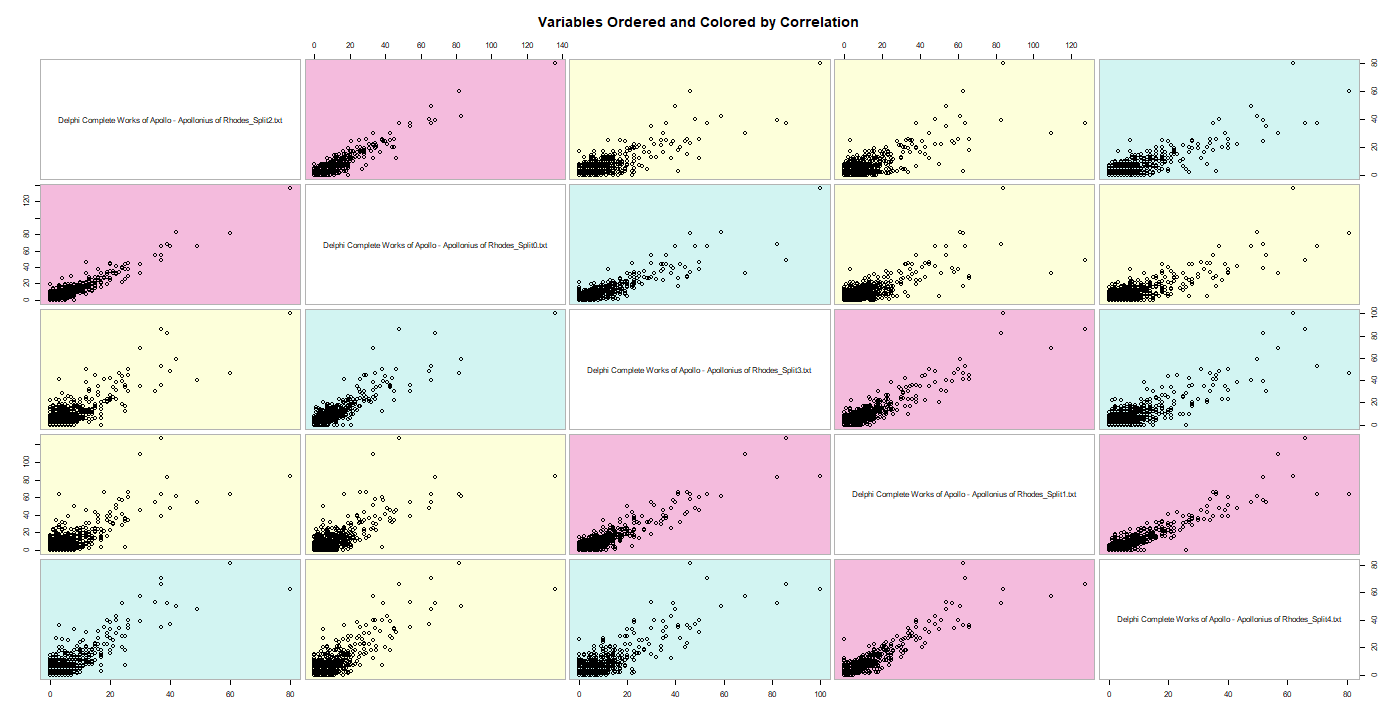 Variables Ordered and Colored by Correlation
0 20 40 60 80 100 120 140
0 20 40 60 80 100 120
Delphi Complete Works of Apollo - Apollonius of Rhodes_Split2.txt
0 20 40 60 80
0 20 40 60 80 120
Delphi Complete Works of Apollo - Apollonius of Rhodes_Split0.txt
Delphi Complete Works of Apollo - Apollonius of Rhodes_Split3.txt
0 20 40 60 80 100
0 20 40 60 80 100
Delphi Complete Works of Apollo - Apollonius of Rhodes_Split1.txt
Delphi Complete Works of Apollo - Apollonius of Rhodes_Split4.txt
0 20 40 60 80
0 20 40 60 80
0 20 40 60 80 100
0 20 40 60 80